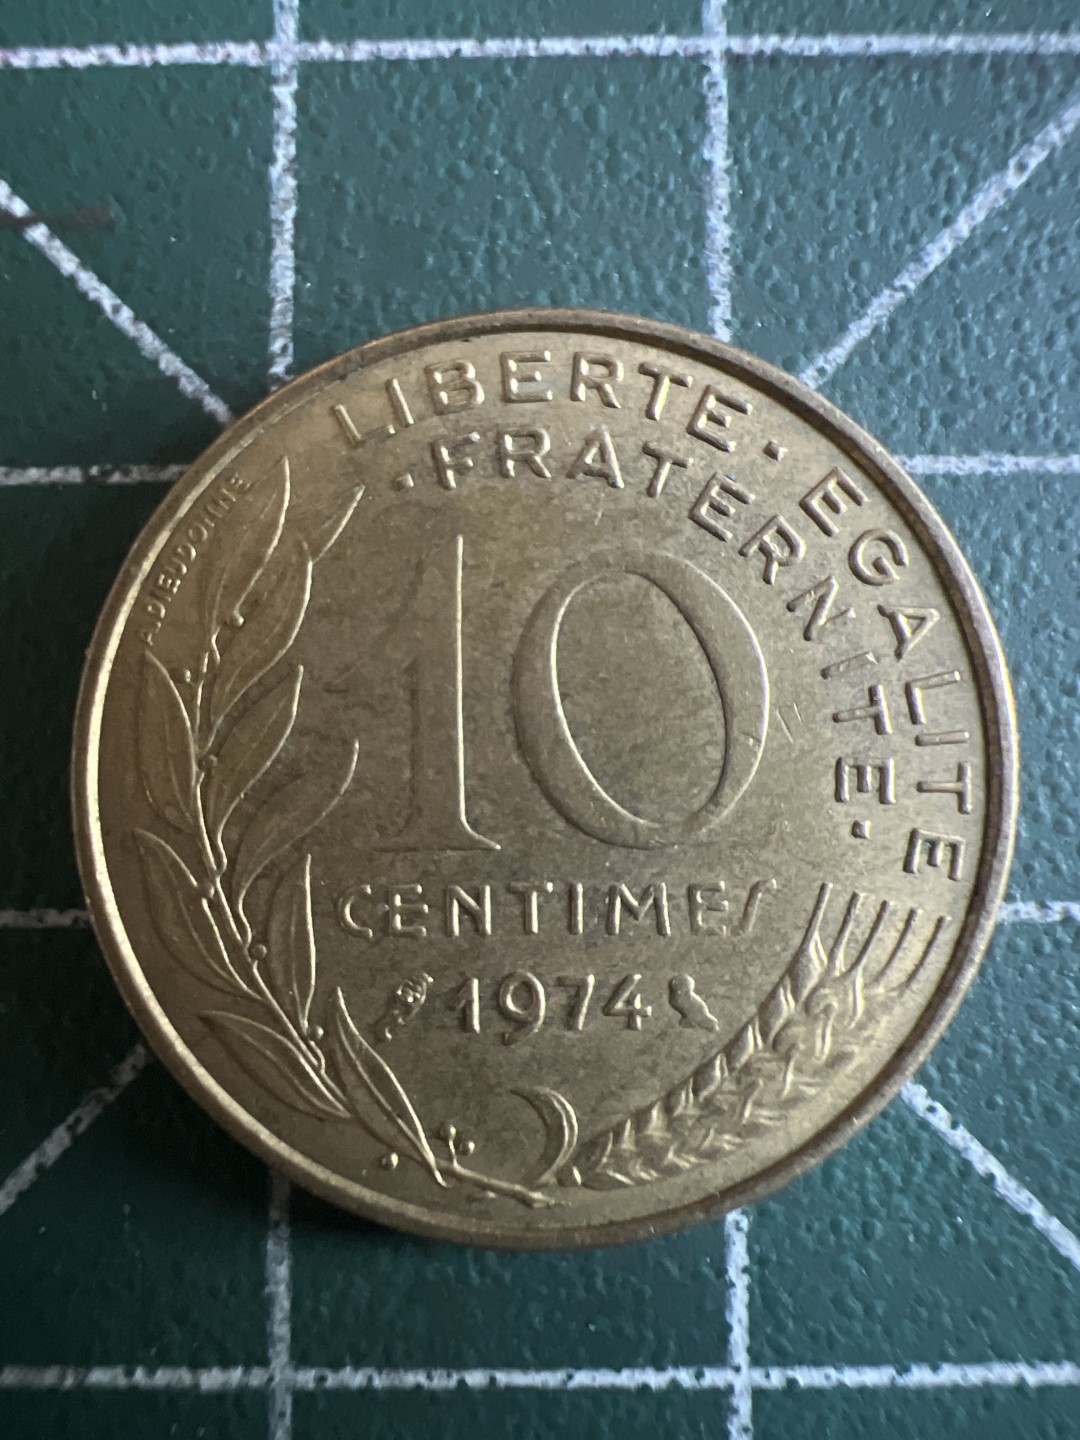 LIBERTE · EGALITE
· FRATERNITE ·
A.DIEUDONNE
10
CENTIMES
1974